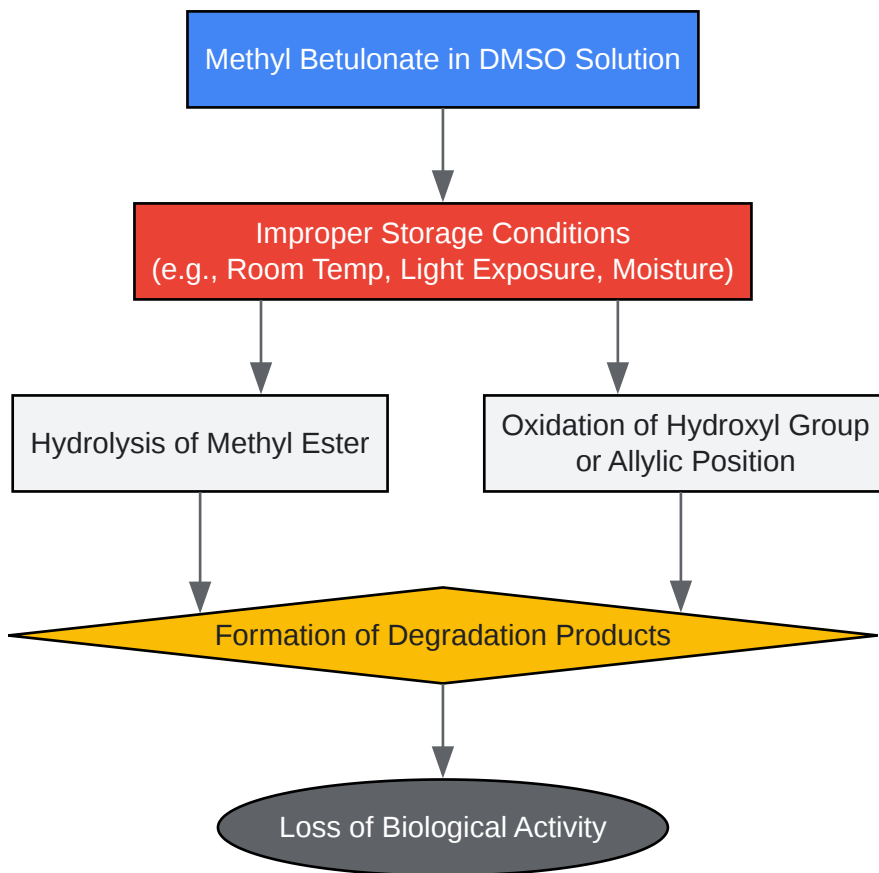 Methyl Betulonate in DMSO Solution
Improper Storage Conditions
(e.g., Room Temp, Light Exposure, Moisture)
Hydrolysis of Methyl Ester
Oxidation of Hydroxyl Group
or Allylic Position
Formation of Degradation Products
Loss of Biological Activity